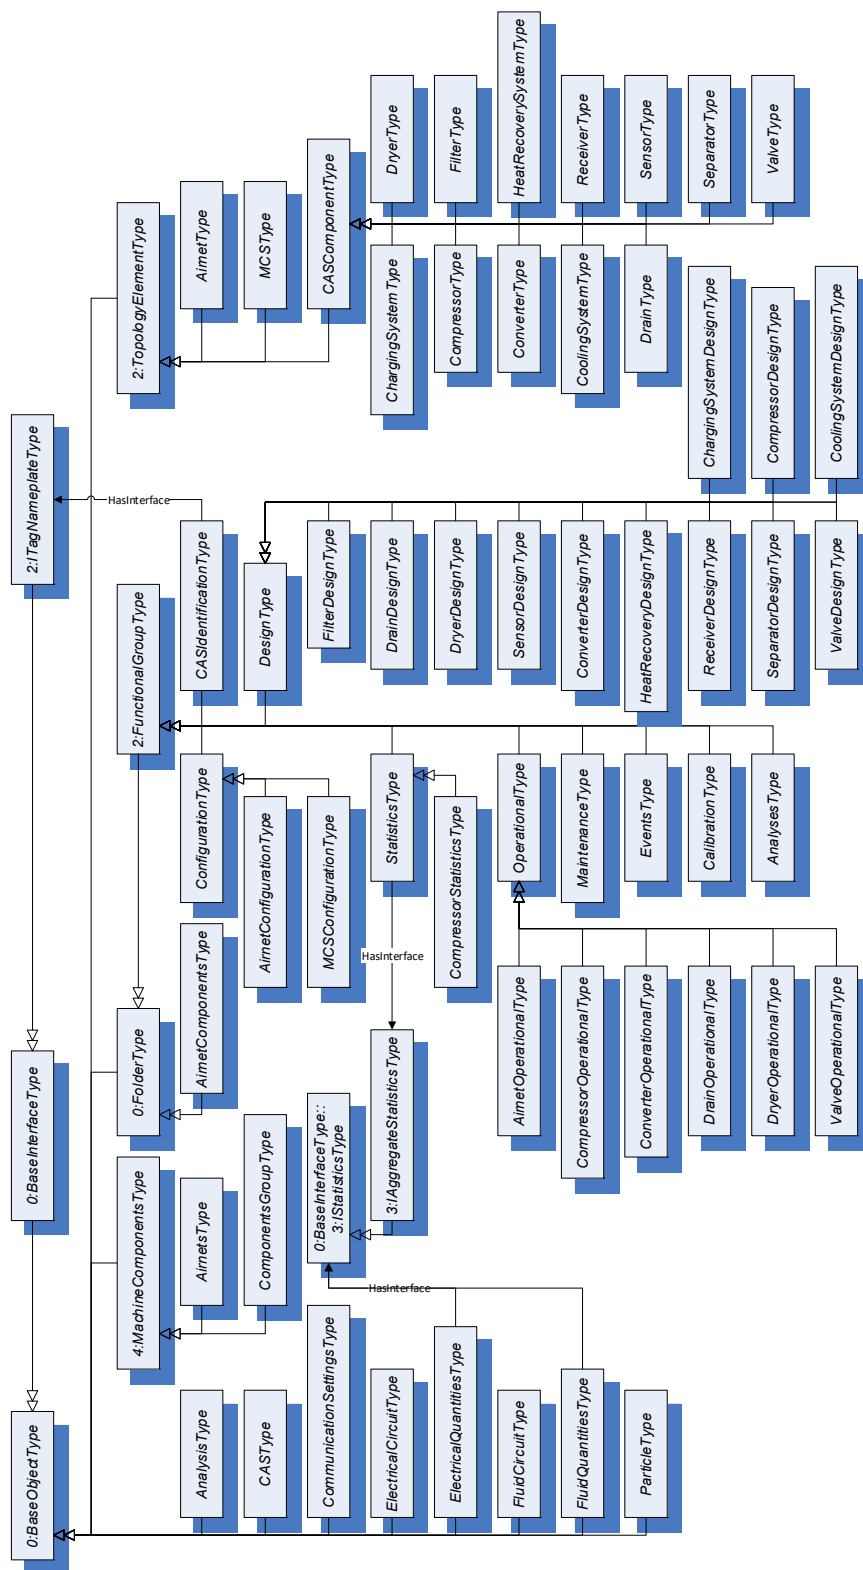 0:BaseObjectType
0:BaseInterfaceType
2:ITagNameplateType
HasInterface
4:MachineComponentsType
0:FolderType
2:FunctionalGroupType
2:TopologyElementType
AnalysisType
AirnetsType
AirnetComponentsType
ConfigurationType
CASIdentificationType
AirnetType
CASType
ComponentsGroupType
AirnetConfigurationType
DesignType
MCSType
CommunicationSettingsType
0:BaseInterfaceType::
3:IStatisticsType
MCSConfigurationType
FilterDesignType
CASComponentType
HasInterface
HasInterface
ElectricalCircuitType
3:IAggregateStatisticsType
StatisticsType
DrainDesignType
ChargingSystemType
DryerType
ElectricalQuantitiesType
CompressorStatisticsType
DryerDesignType
CompressorType
FilterType
FluidCircuitType
AirnetOperationalType
OperationalType
SensorDesignType
ConverterType
HeatRecoverySystemType
FluidQuantitiesType
CompressorOperationalType
MaintenanceType
ConverterDesignType
CoolingSystemType
ReceiverType
ParticleType
ConverterOperationalType
EventsType
HeatRecoveryDesignType
DrainType
SensorType
DrainOperationalType
CalibrationType
ReceiverDesignType
ChargingSystemDesignType
SeparatorType
DryerOperationalType
AnalysesType
SeparatorDesignType
CompressorDesignType
ValveType
ValveOperationalType
ValveDesignType
CoolingSystemDesignType